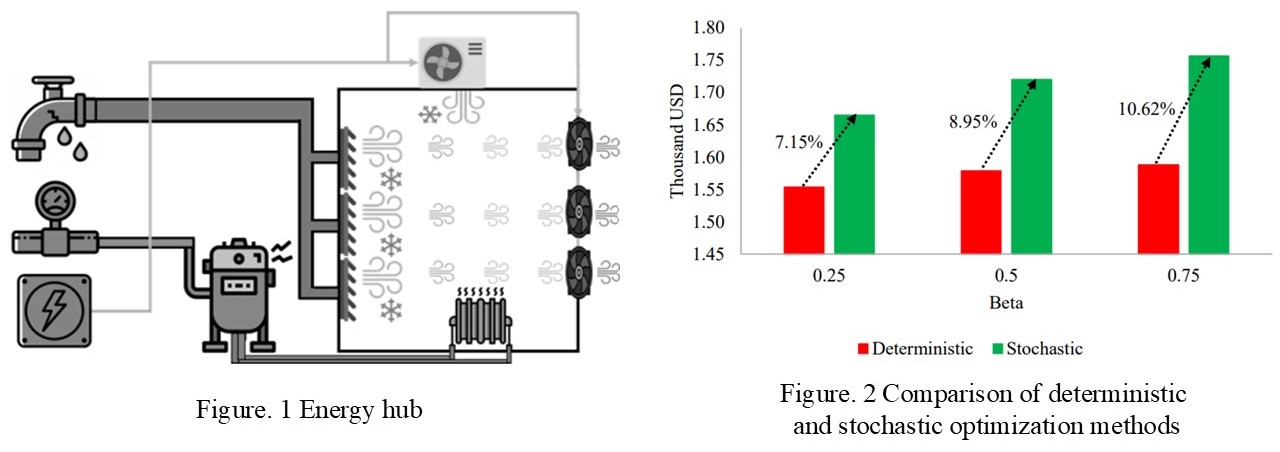 Figure. 1 Energy hub
1.80
1.75
1.70
1.65
1.60
1.55
1.50
1.45
Thousand USD
7.15%
8.95%
10.62%
0.25
0.5
0.75
Beta
Deterministic
Stochastic
Figure. 2 Comparison of deterministic
and stochastic optimization methods